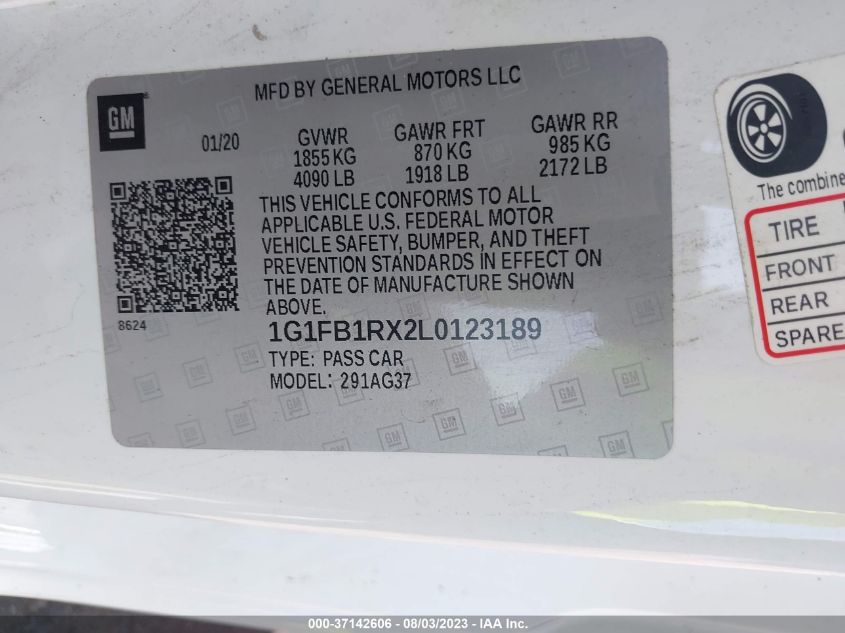 MFD BY GENERAL MOTORS LLC
GM
01/20
GVWR GAWR FRT GAWR RR
1855 KG 870 KG 985 KG
4090 LB 1918 LB 2172 LB
THIS VEHICLE CONFORMS TO ALL
APPLICABLE U.S. FEDERAL MOTOR
VEHICLE SAFETY, BUMPER, AND THEFT
PREVENTION STANDARDS IN EFFECT ON
THE DATE OF MANUFACTURE SHOWN
ABOVE.
8624
1G1FB1RX2L0123189
TYPE: PASS CAR
MODEL: 291AG37
The combine
TIRE
FRONT
REAR
SPARE
000-37142606 - 08/03/2023 - IAA Inc.